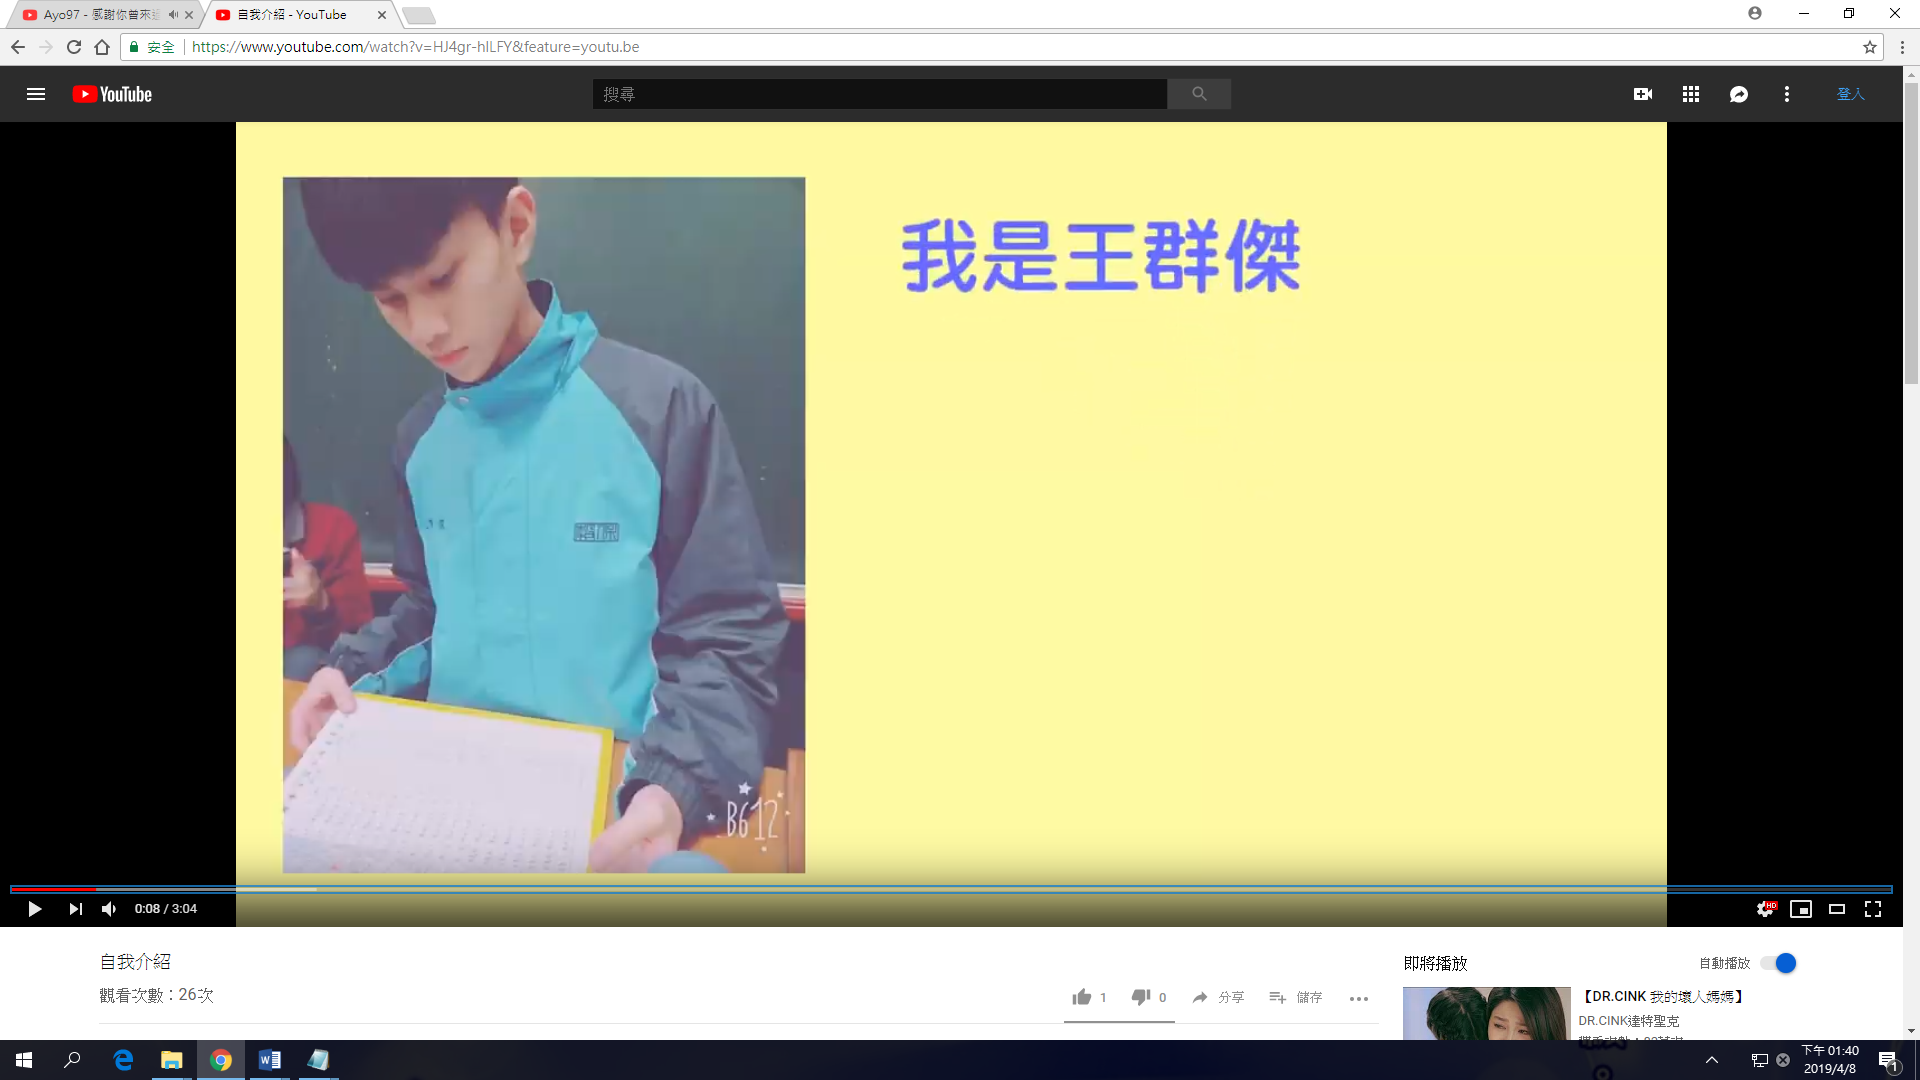 Ayo97 - 感謝你曾來過
自我介紹 - YouTube
安全
https://www.youtube.com/watch?v=HJ4gr-hILFY&feature=youtu.be
YouTube
搜尋
登入
我是王群傑
B612
0:08 / 3:04
HD
自我介紹
觀看次數：26次
1
0
分享
儲存
即將播放
自動播放
【DR.CINK 我的壞人媽媽】
DR.CINK達特聖克
下午 01:40
2019/4/8
1